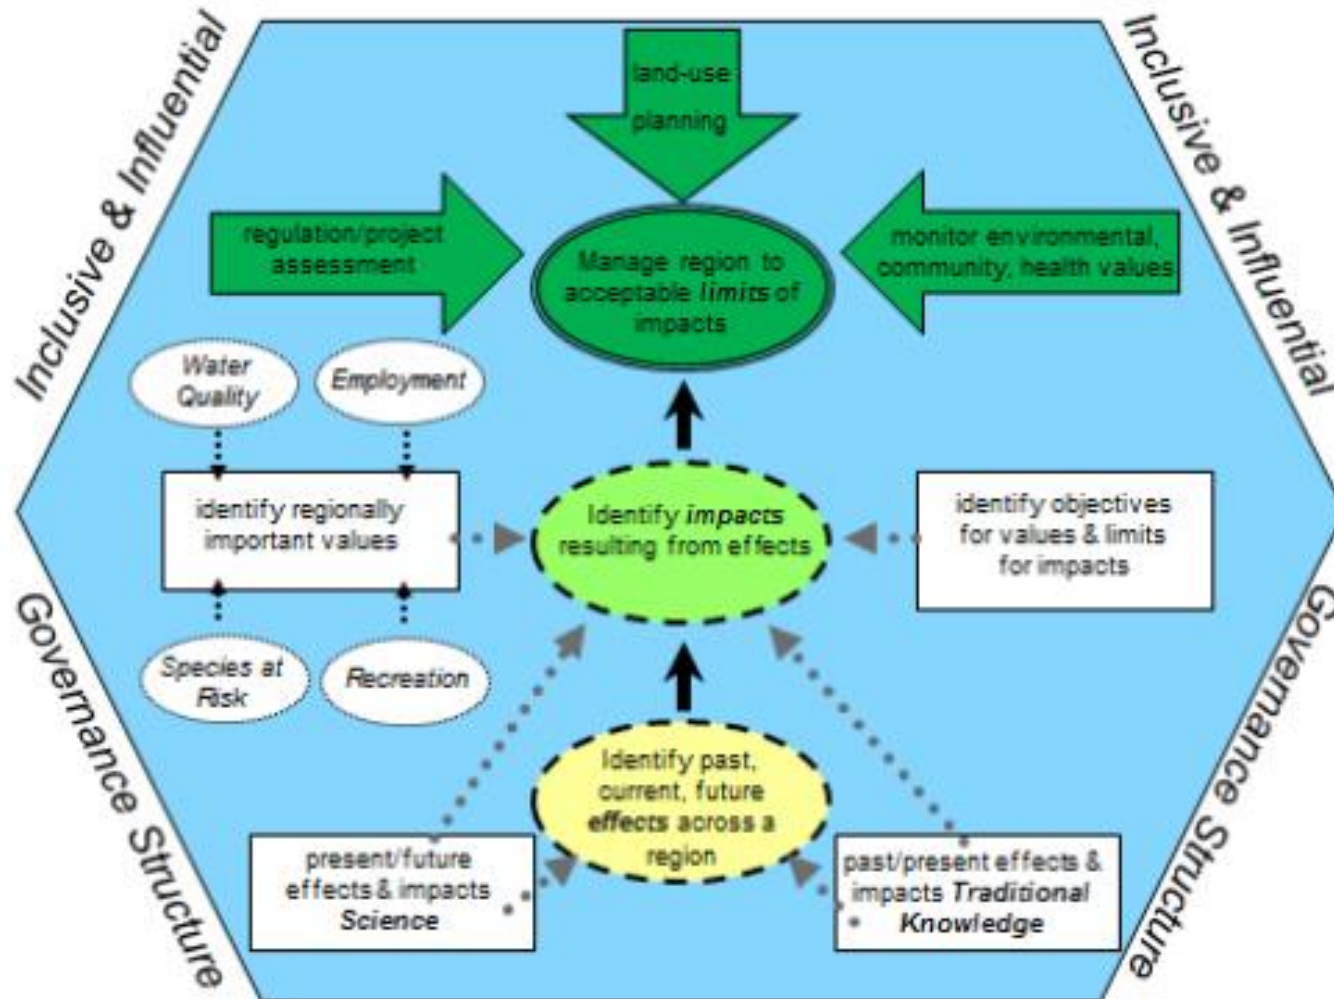 Inclusive & Influential
Inclusive & Influential
land-use
planning
regulation/project
assessment
monitor environmental,
community, health values
Manage region to
acceptable limits of
impacts
Water
Quality
Employment
identify regionally
important values
Identify impacts
resulting from effects
identify objectives
for values & limits
for impacts
Species at
Risk
Recreation
Identify past,
current, future
effects across a
region
present/future
effects & impacts
Science
past/present effects &
impacts Traditional
Knowledge
Governance Structure
Governance Structure